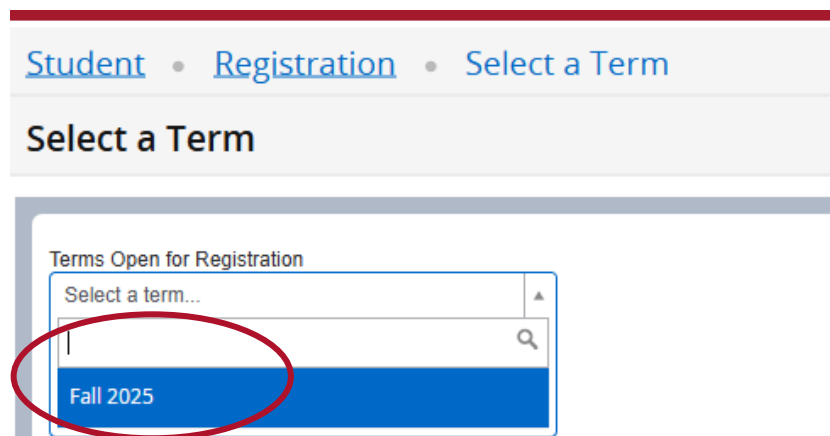 Student • Registration • Select a Term
Select a Term
Terms Open for Registration
Select a term...
Fall 2025